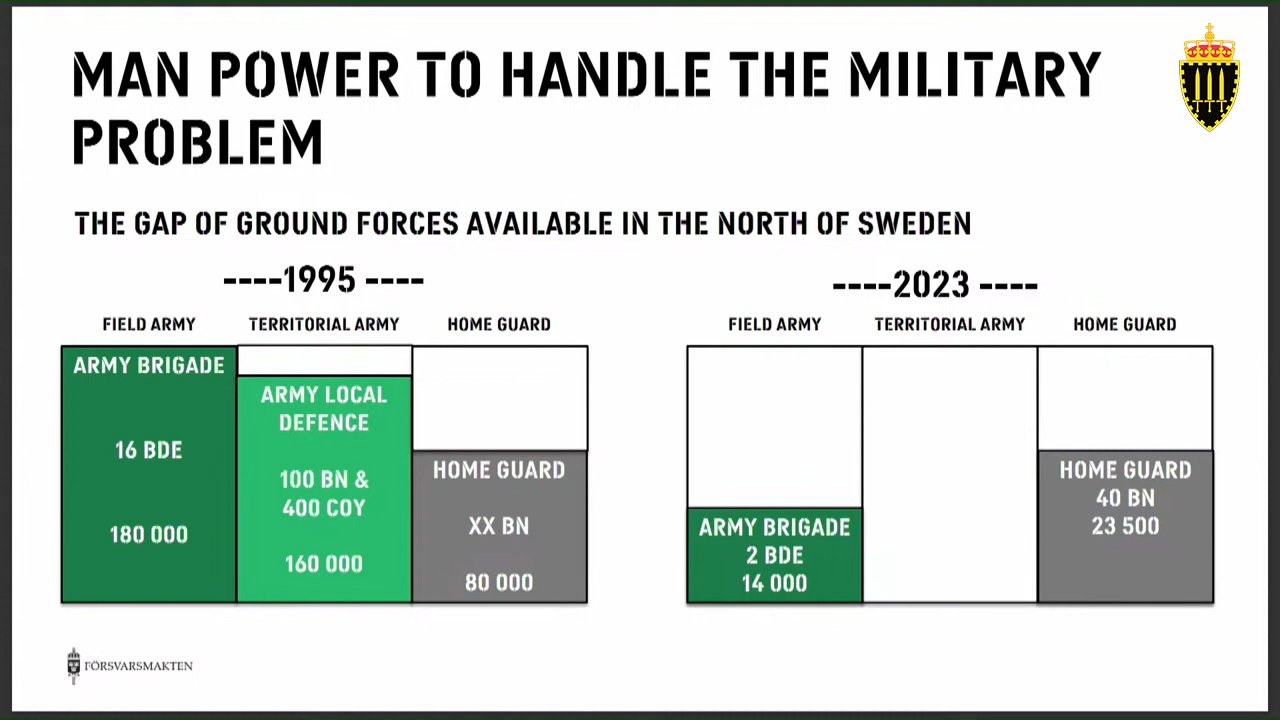 MAN POWER TO HANDLE THE MILITARY
PROBLEM
THE GAP OF GROUND FORCES AVAILABLE IN THE NORTH OF SWEDEN
----1995 ----
FIELD ARMY
TERRITORIAL ARMY
HOME GUARD
ARMY BRIGADE
16 BDE
180 000
ARMY LOCAL
DEFENCE
100 BN &
400 COY
160 000
HOME GUARD
XX BN
80 000
----2023 ----
FIELD ARMY
TERRITORIAL ARMY
HOME GUARD
ARMY BRIGADE
2 BDE
14 000
HOME GUARD
40 BN
23 500
FÖRSVARSMAKTEN